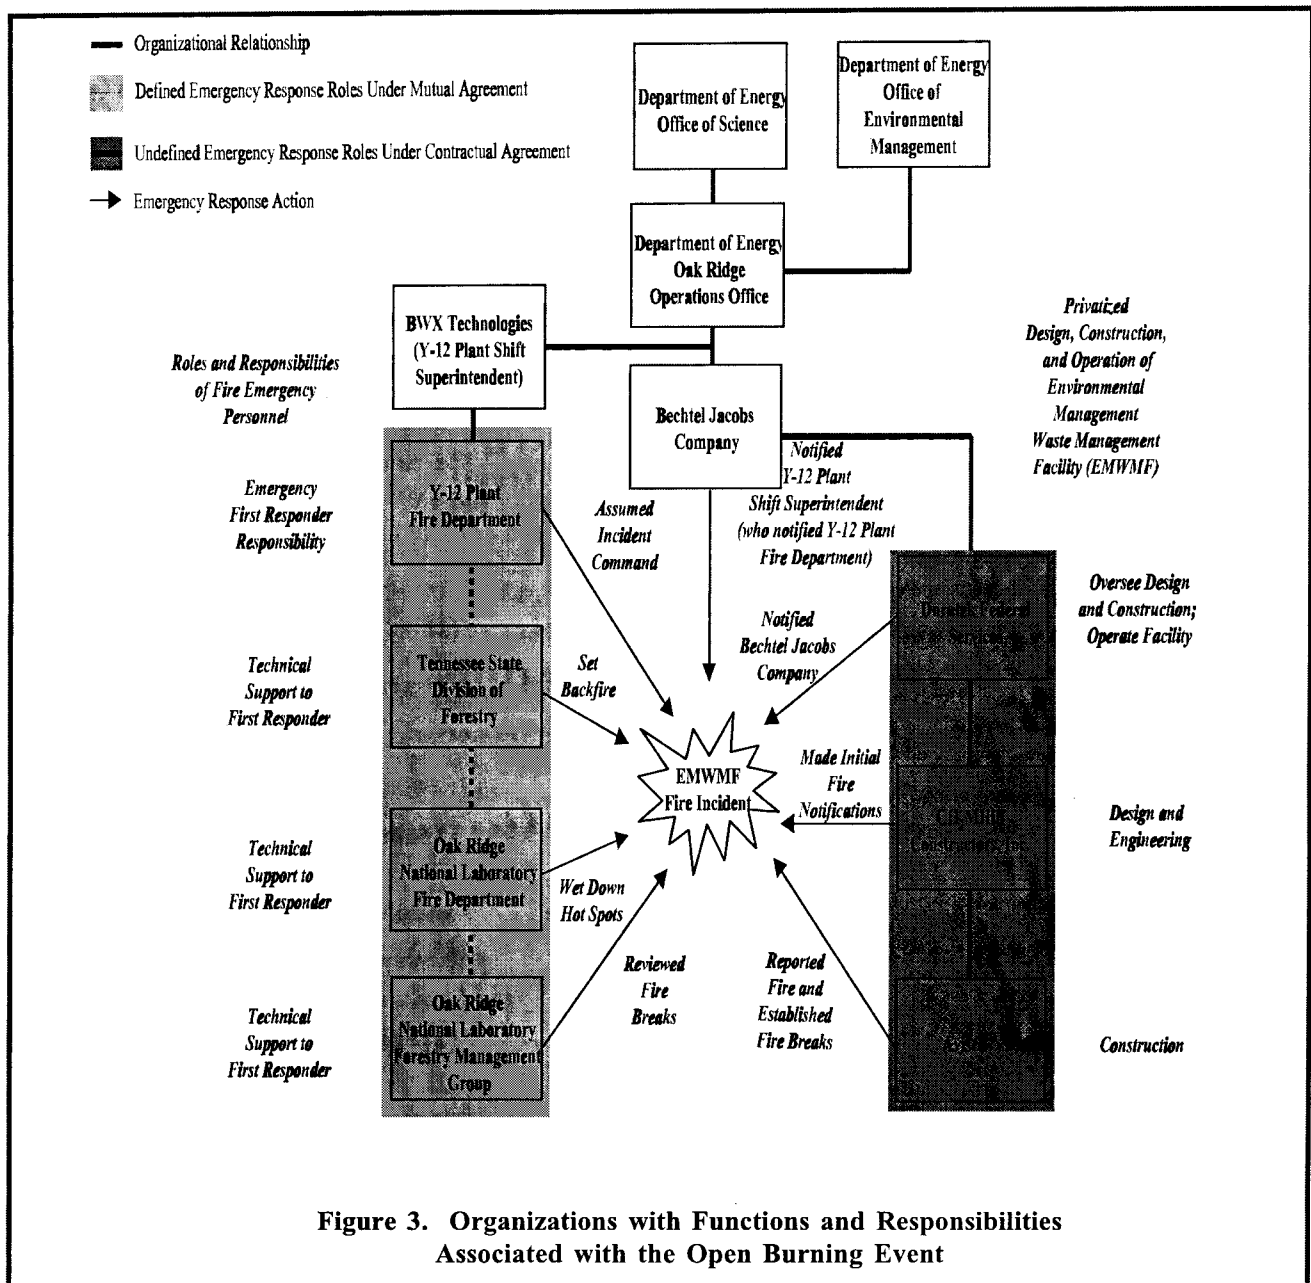 Organizational Relationship
Defined Emergency Response Roles Under Mutual Agreement
Undefined Emergency Response Roles Under Contractual Agreement
Emergency Response Action
Department of Energy
Office of Science
Department of Energy
Office of
Environmental
Management
Department of Energy
Oak Ridge
Operations Office
BWX Technologies
(Y-12 Plant Shift
Superintendent)
Bechtel Jacobs
Company
Privatized
Design, Construction,
and Operation of
Environmental
Management
Waste Management
Facility (EMWMF)
Roles and Responsibilities
of Fire Emergency
Personnel
Emergency
First Responder
Responsibility
Y-12 Plant
Fire Department
Assumed
Incident
Command
Notified
Y-12 Plant
Shift Superintendent
(who notified Y-12 Plant
Fire Department)
Duratek Federal
Oversee Design
and Construction;
Operate Facility
Technical
Support to
First Responder
Tennessee State
Division of
Forestry
Set
Backfire
Notified
Bechtel Jacobs
Company
EMWMF
Fire Incident
Made Initial
Fire
Notifications
Constructors, Inc.
Design and
Engineering
Technical
Support to
First Responder
Oak Ridge
National Laboratory
Fire Department
Wet Down
Hot Spots
Technical
Support to
First Responder
Oak Ridge
National Laboratory
Forestry Management
Group
Reviewed
Fire
Breaks
Reported
Fire and
Established
Fire Breaks
Construction
Figure 3. Organizations with Functions and Responsibilities
Associated with the Open Burning Event